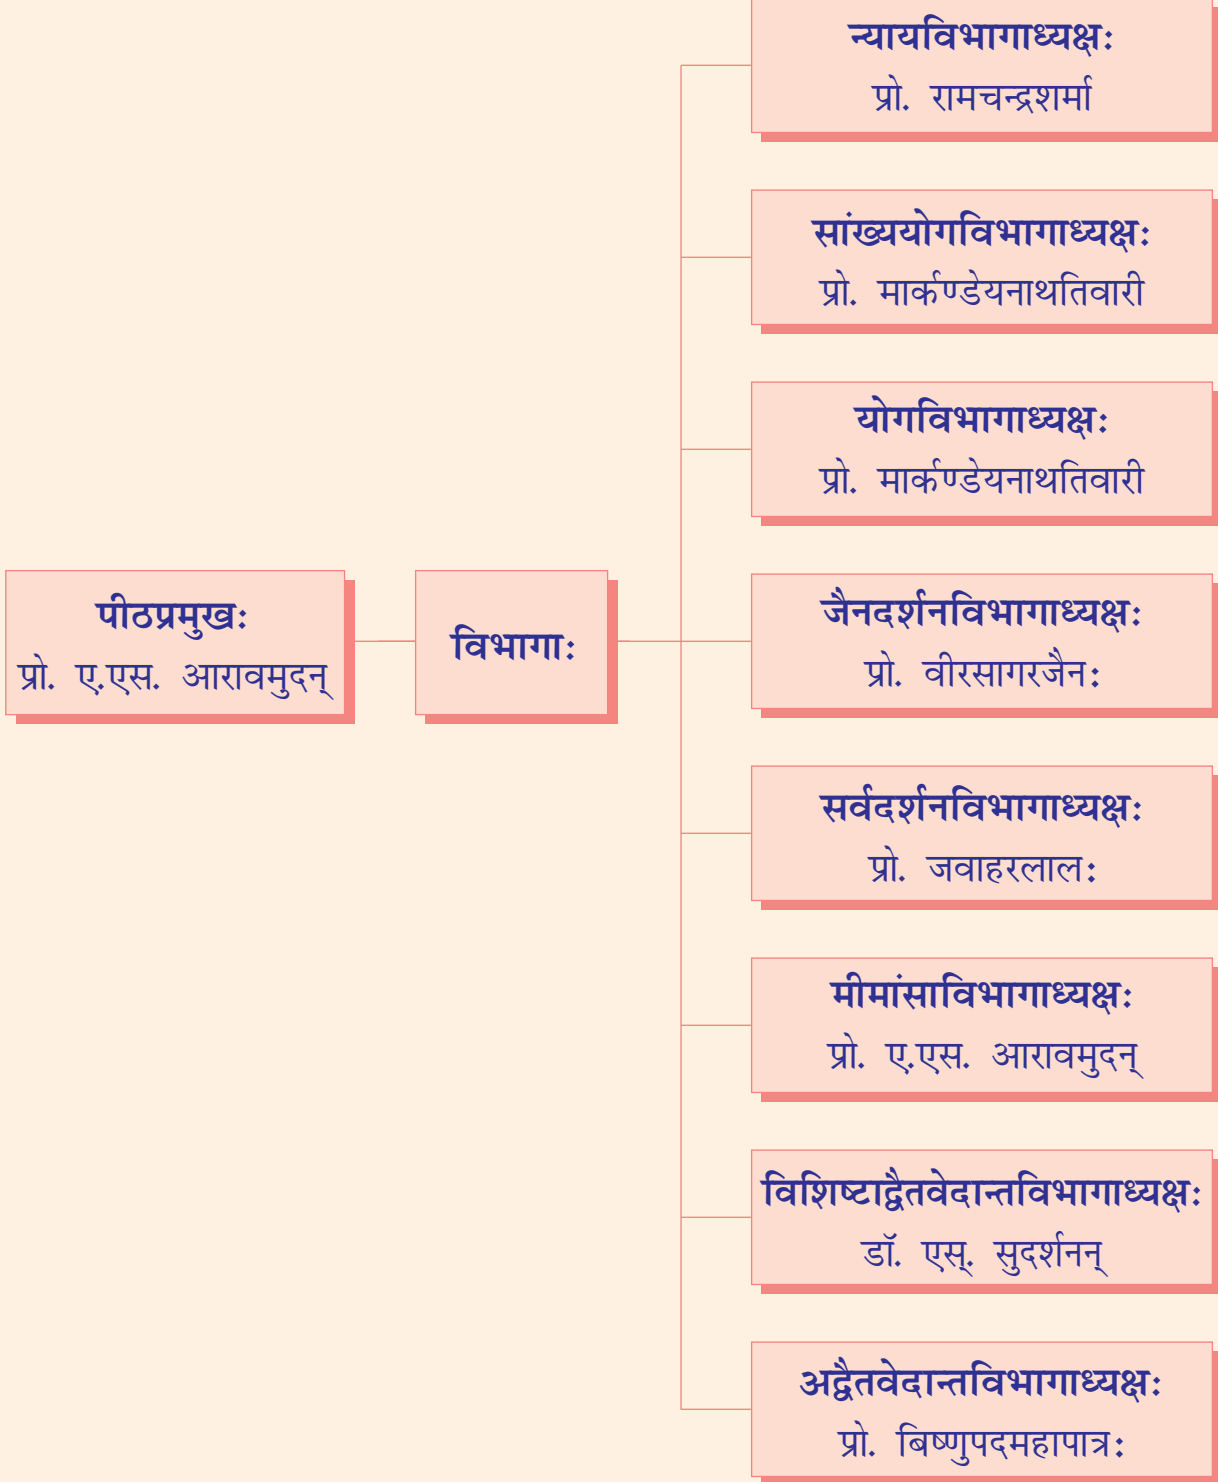 न्यायविभागाध्यक्षः
प्रो. रामचन्द्रशर्मा
सांख्ययोगविभागाध्यक्षः
प्रो. मार्कण्डेयनाथतिवारी
योगविभागाध्यक्षः
प्रो. मार्कण्डेयनाथतिवारी
पीठप्रमुखः
प्रो. ए.एस. आरावमुदन्
विभागाः
जैनदर्शनविभागाध्यक्षः
प्रो. वीरसागरजैनः
सर्वदर्शनविभागाध्यक्षः
प्रो. जवाहरलालः
मीमांसाविभागाध्यक्षः
प्रो. ए.एस. आरावमुदन्
विशिष्टाद्वैतवेदान्तविभागाध्यक्षः
डॉ. एस्. सुदर्शनन्
अद्वैतवेदान्तविभागाध्यक्षः
प्रो. बिष्णुपदमहापात्रः